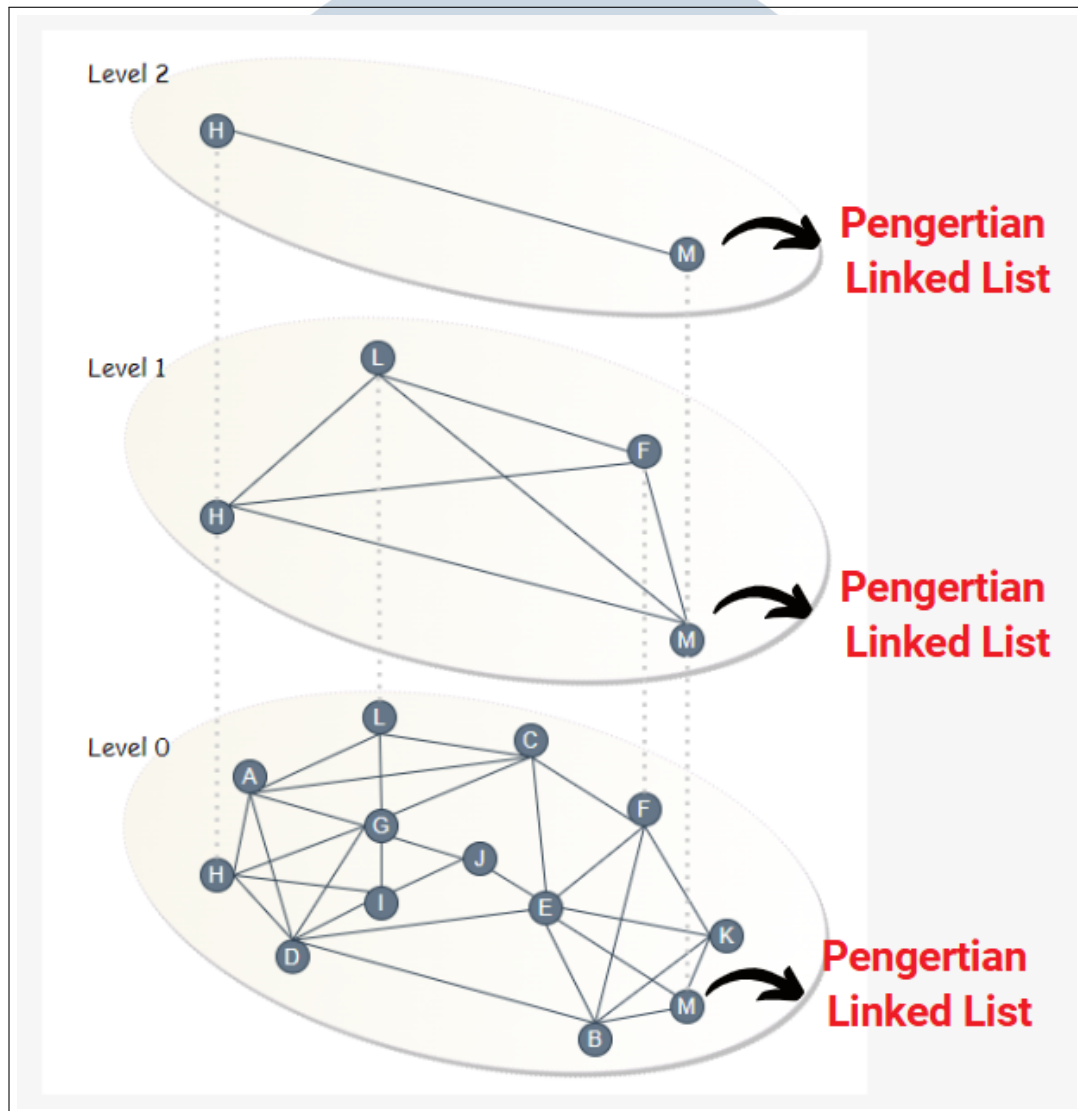 Level 2
H
M
Pengertian
Linked List
Level 1
L
F
H
M
Pengertian
Linked List
Level 0
L
C
A
F
G
J
H
I
E
K
D
M
B
Pengertian
Linked List